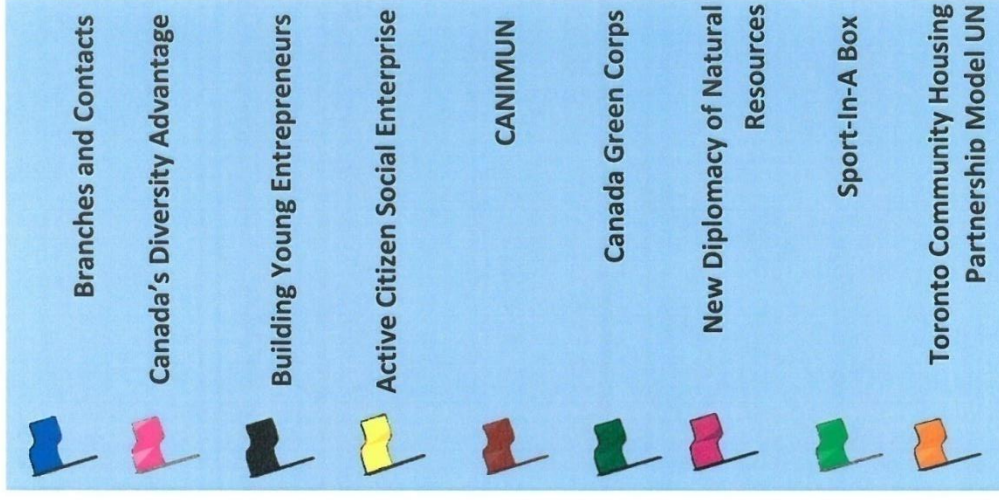 Branches and Contacts
Canada's Diversity Advantage
Building Young Entrepreneurs
Active Citizen Social Enterprise
CANIMUN
Canada Green Corps
New Diplomacy of Natural
Resources
Sport-In-A Box
Toronto Community Housing
Partnership Model UN